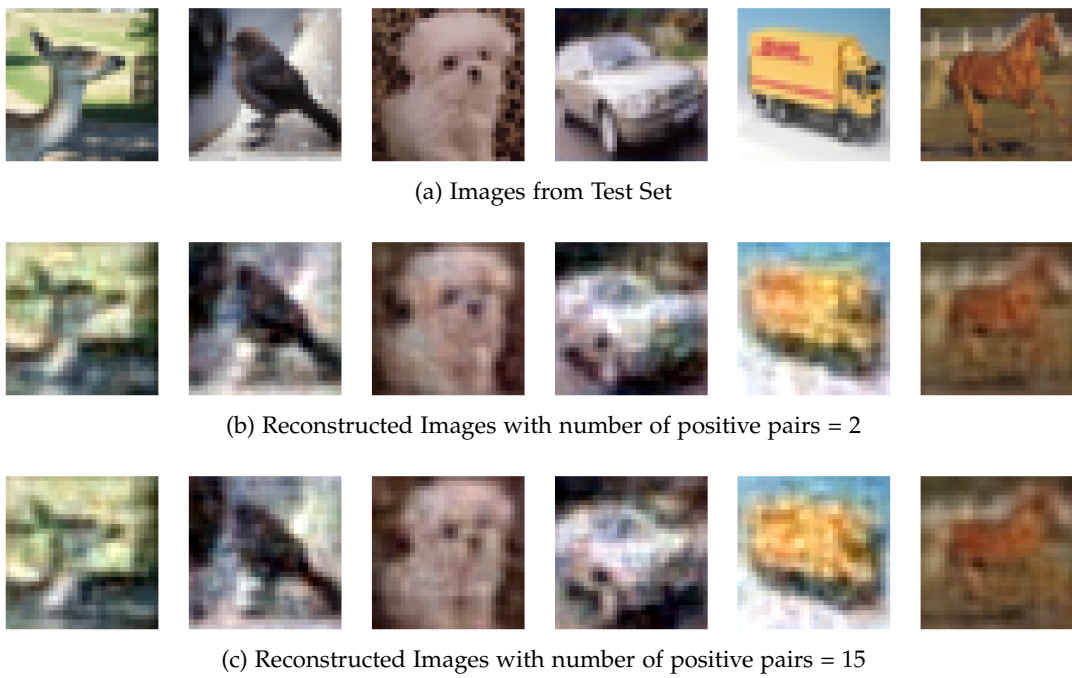 DHL
(a) Images from Test Set
(b) Reconstructed Images with number of positive pairs = 2
(c) Reconstructed Images with number of positive pairs = 15